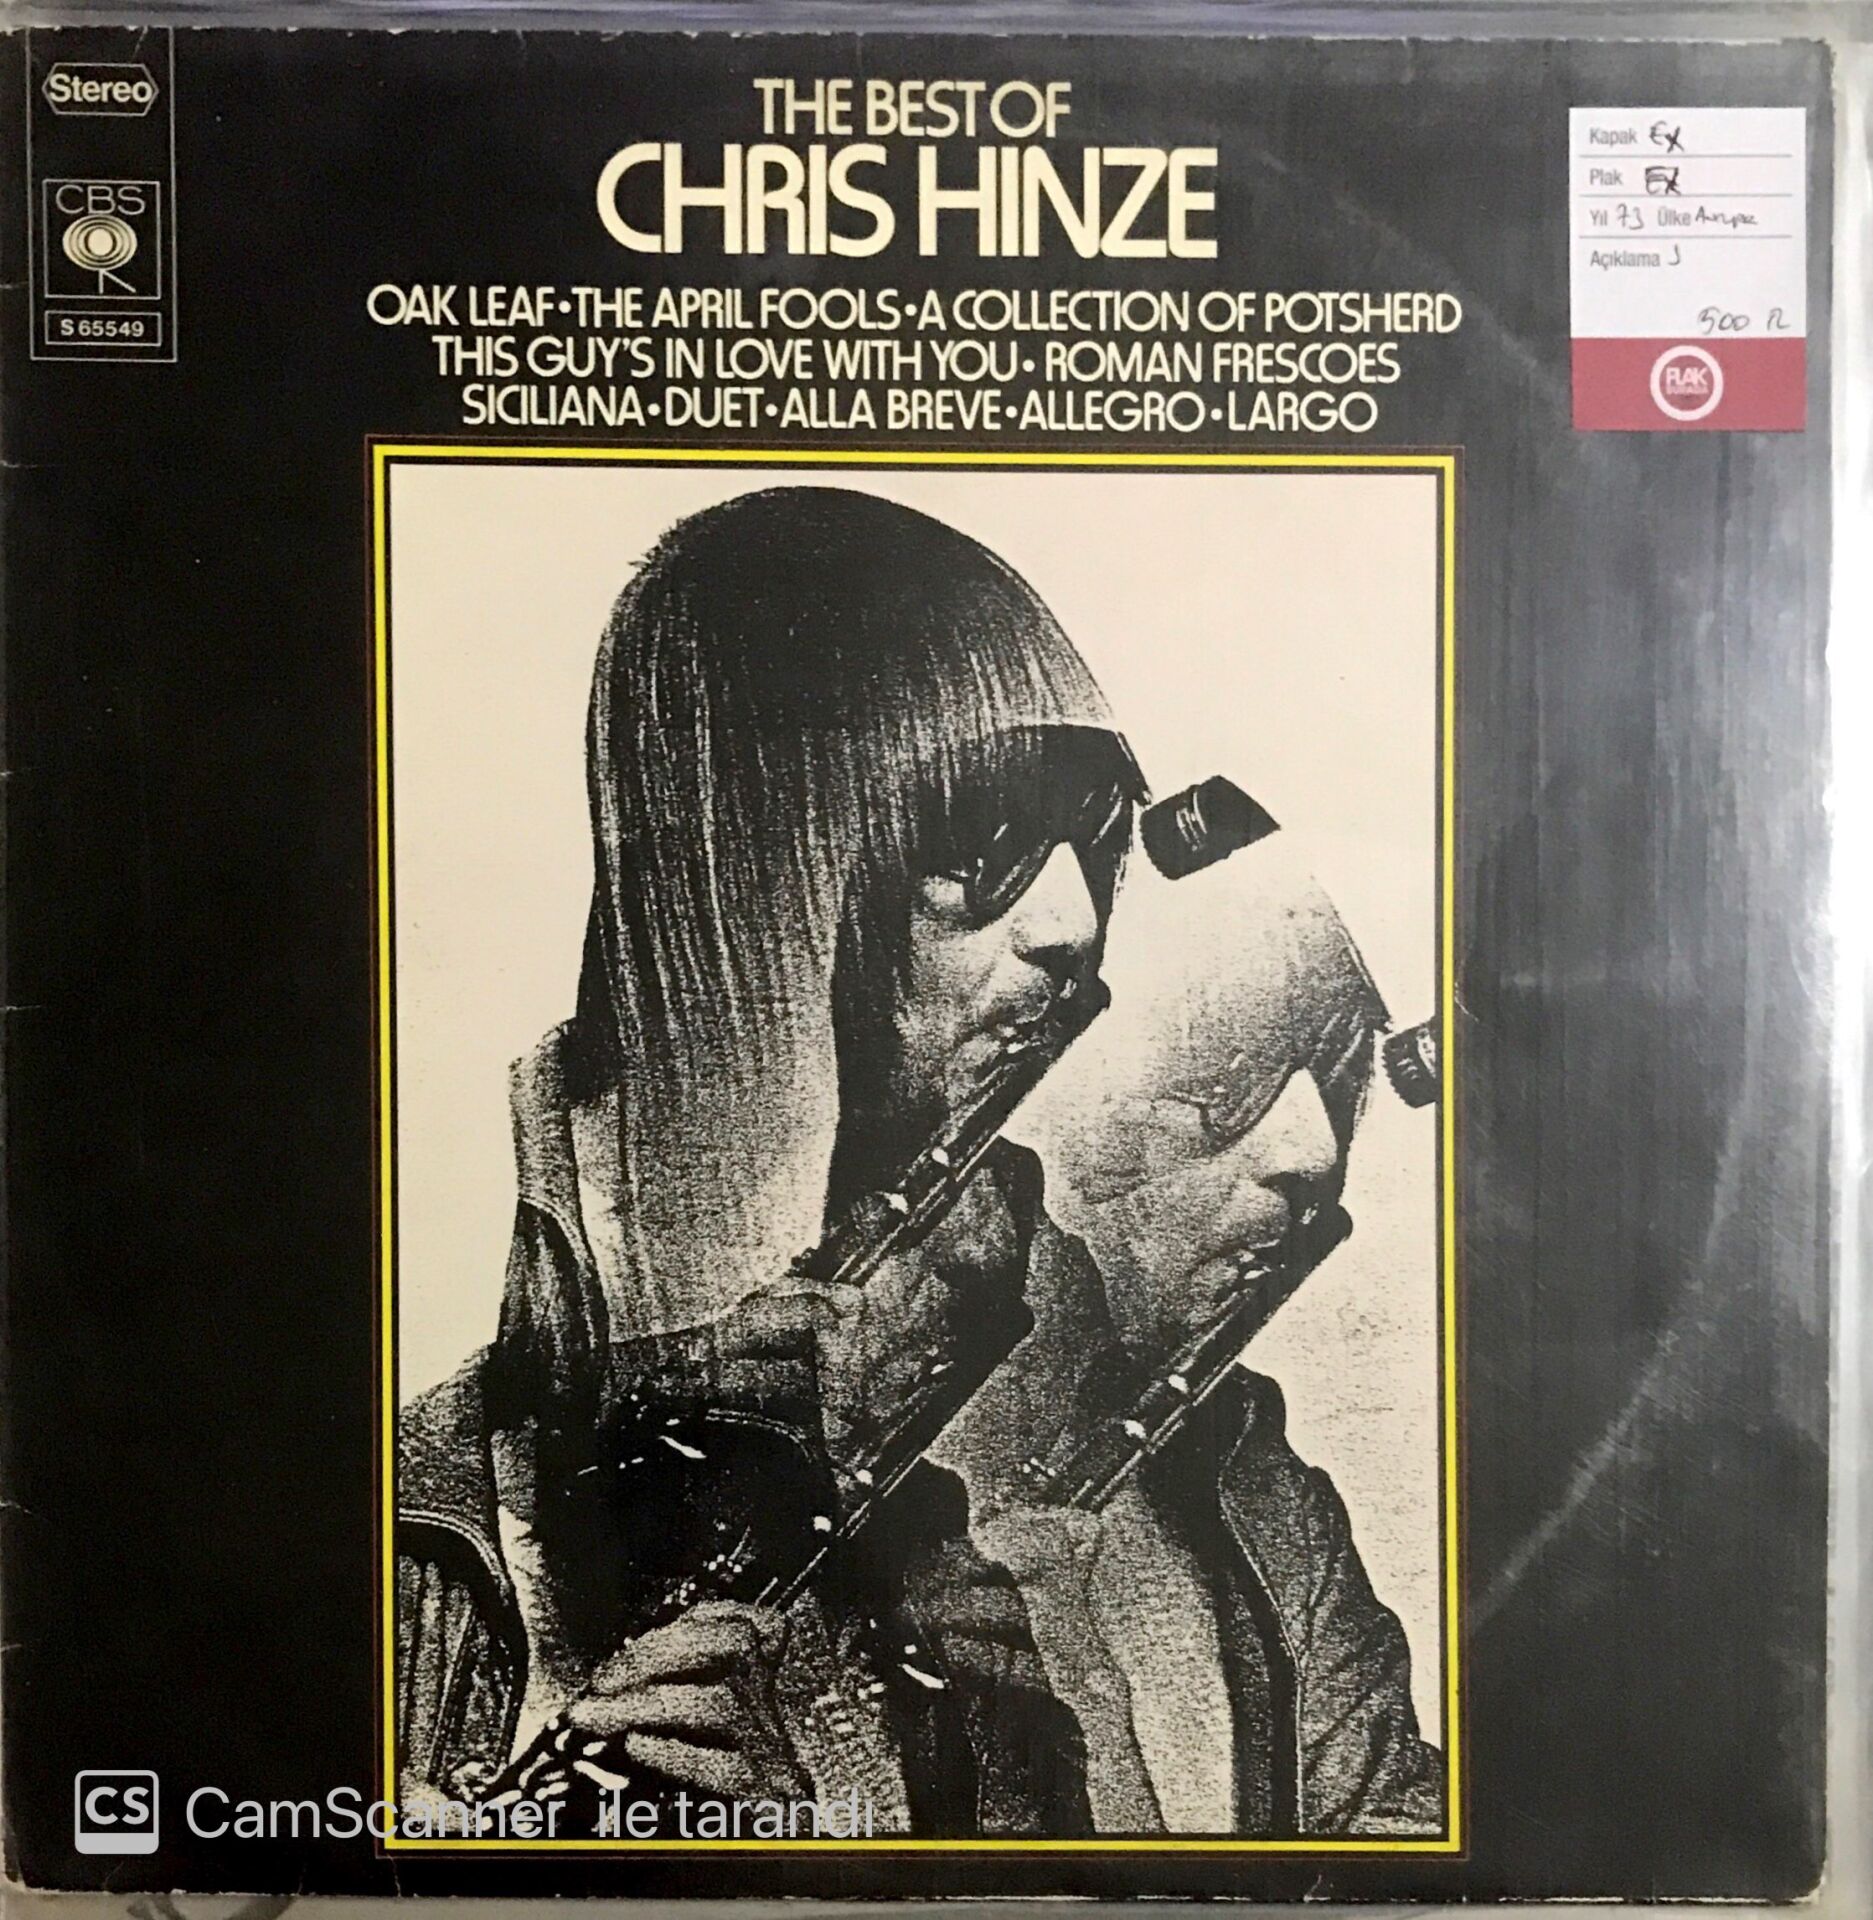 Stereo
CBS
S 65549
THE BEST OF
CHRIS HINZE
OAK LEAF•THE APRIL FOOLS•A COLLECTION OF POTSHERD
THIS GUY'S IN LOVE WITH YOU•ROMAN FRESCOES
SICILIANA•DUET•ALLA BREVE•ALLEGRO•LARGO
Kapak EX
Plak EX
Yıl 73 Ülke Avrupa
Açıklama J
500 TL
PLAK
CS CamScanner ile tarandı